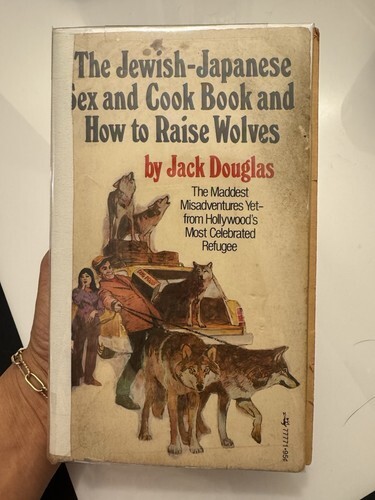 The Jewish-Japanese
Sex and Cook Book and
How to Raise Wolves
by Jack Douglas
The Maddest
Misadventures Yet–
from Hollywood's
Most Celebrated
Refugee